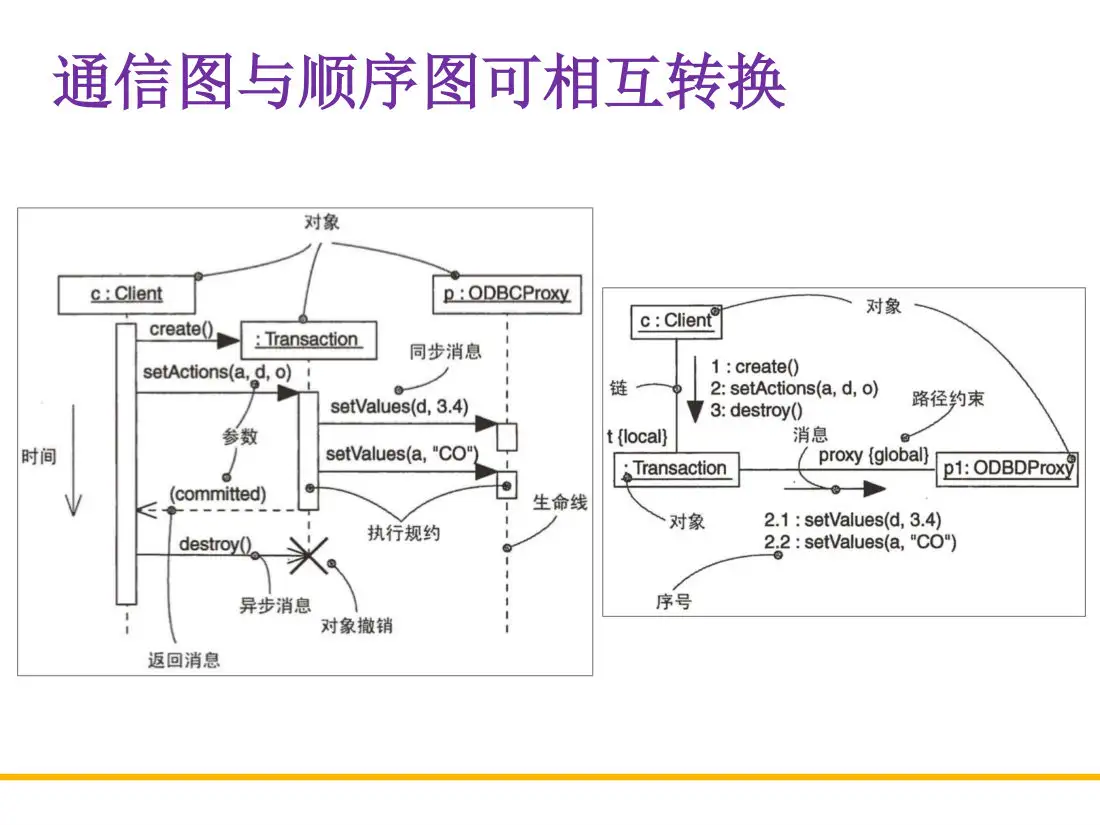 通信图与顺序图可相互转换
对象
c : Client
p : ODBCProxy
create()
: Transaction
同步消息
setActions(a, d, o)
setValues(d, 3.4)
参数
时间
setValues(a, "CO")
(committed)
生命线
执行规约
destroy()
异步消息
对象撤销
返回消息
对象
c : Client
1 : create()
链
2: setActions(a, d, o)
3: destroy()
路径约束
消息
t {local}
proxy {global}
: Transaction
p1: ODBDProxy
对象
2.1 : setValues(d, 3.4)
2.2 : setValues(a, "CO")
序号